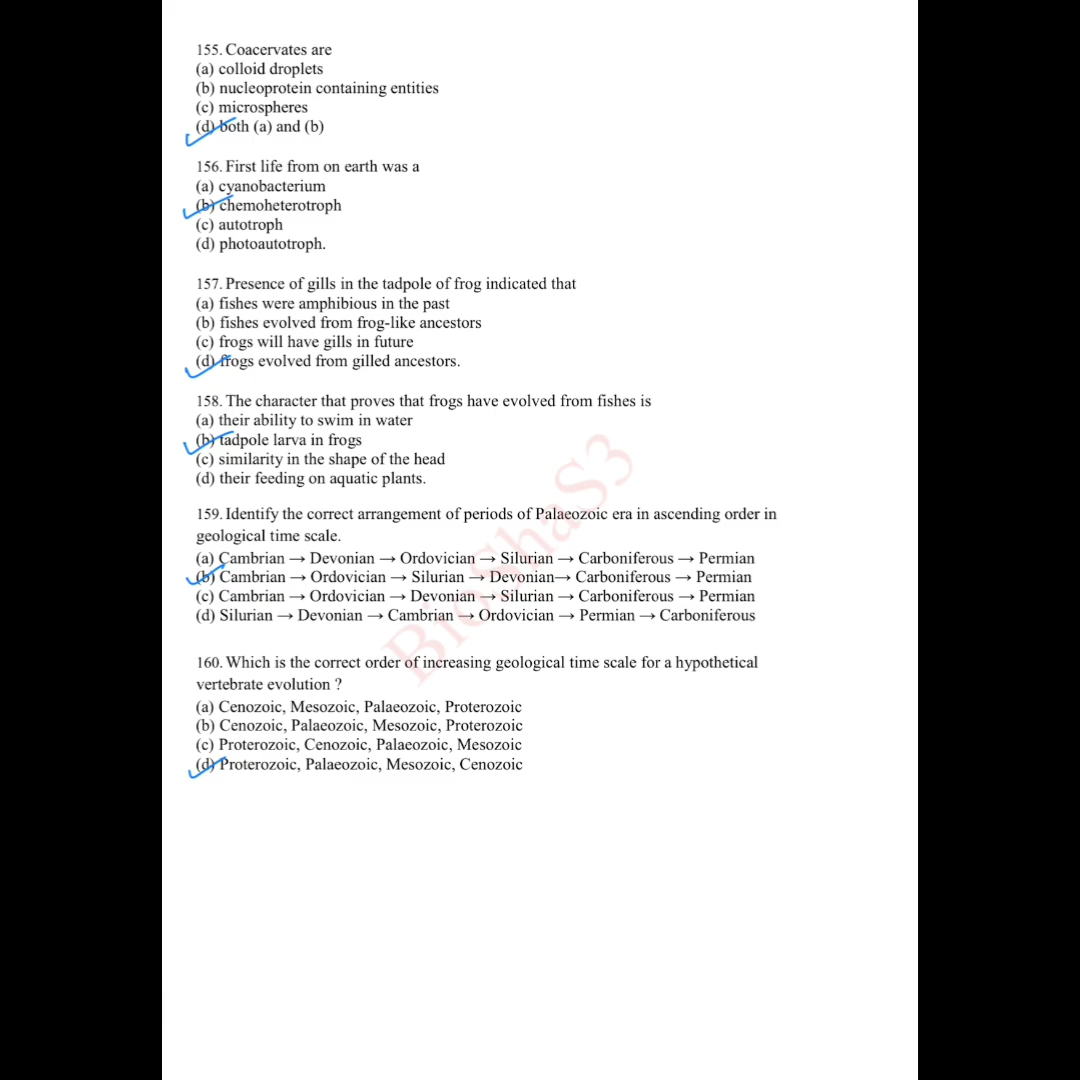 155. Coacervates are
(a) colloid droplets
(b) nucleoprotein containing entities
(c) microspheres
(d) both (a) and (b)
156. First life from on earth was a
(a) cyanobacterium
(b) chemoheterotroph
(c) autotroph
(d) photoautotroph.
157. Presence of gills in the tadpole of frog indicated that
(a) fishes were amphibious in the past
(b) fishes evolved from frog-like ancestors
(c) frogs will have gills in future
(d) frogs evolved from gilled ancestors.
158. The character that proves that frogs have evolved from fishes is
(a) their ability to swim in water
(b) tadpole larva in frogs
(c) similarity in the shape of the head
(d) their feeding on aquatic plants.
159. Identify the correct arrangement of periods of Palaeozoic era in ascending order in
geological time scale.
(a) Cambrian → Devonian → Ordovician → Silurian → Carboniferous → Permian
(b) Cambrian → Ordovician → Silurian → Devonian→ Carboniferous → Permian
(c) Cambrian → Ordovician → Devonian → Silurian → Carboniferous → Permian
(d) Silurian → Devonian → Cambrian → Ordovician → Permian → Carboniferous
160. Which is the correct order of increasing geological time scale for a hypothetical
vertebrate evolution ?
(a) Cenozoic, Mesozoic, Palaeozoic, Proterozoic
(b) Cenozoic, Palaeozoic, Mesozoic, Proterozoic
(c) Proterozoic, Cenozoic, Palaeozoic, Mesozoic
(d) Proterozoic, Palaeozoic, Mesozoic, Cenozoic
BioShaS3